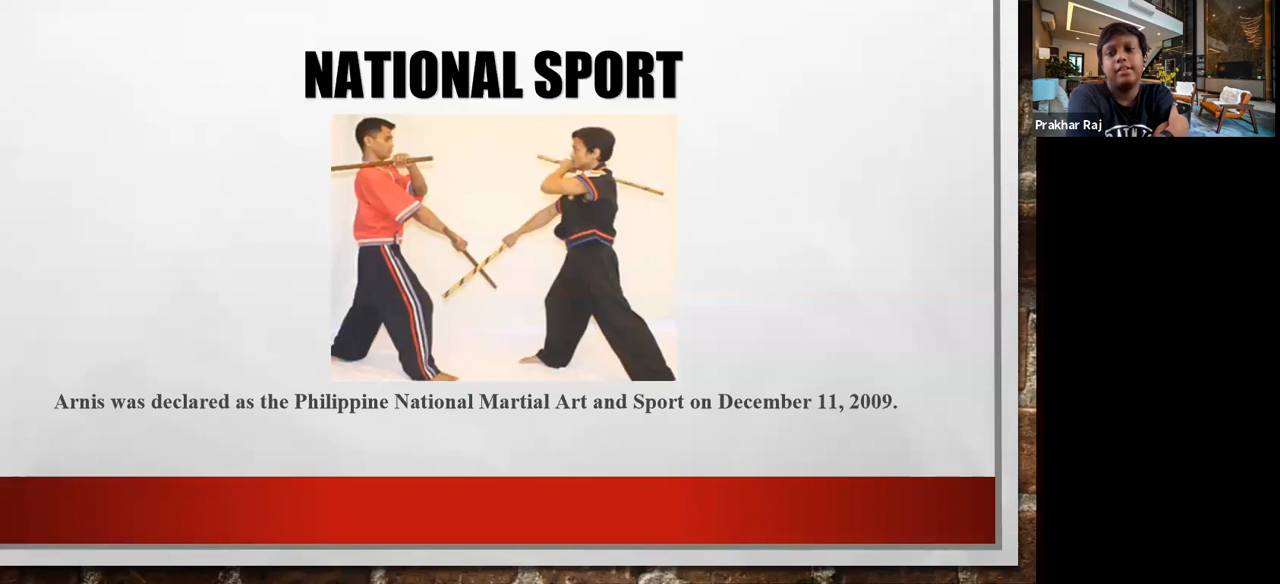 NATIONAL SPORT
Arnis was declared as the Philippine National Martial Art and Sport on December 11, 2009.
Prakhar Raj